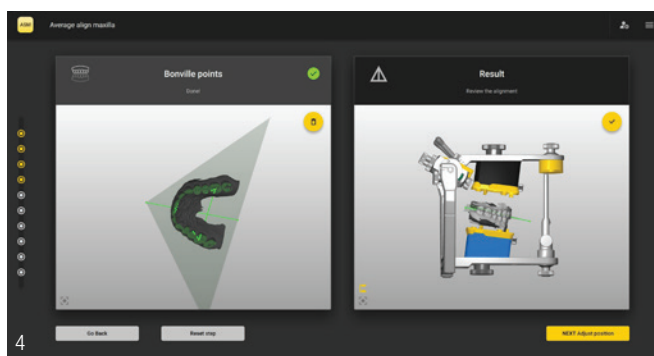 Average align maxilla
Bonville points
Done!
Result
Review the alignment
Go Back
Reset step
NEXT: Adjust position
4